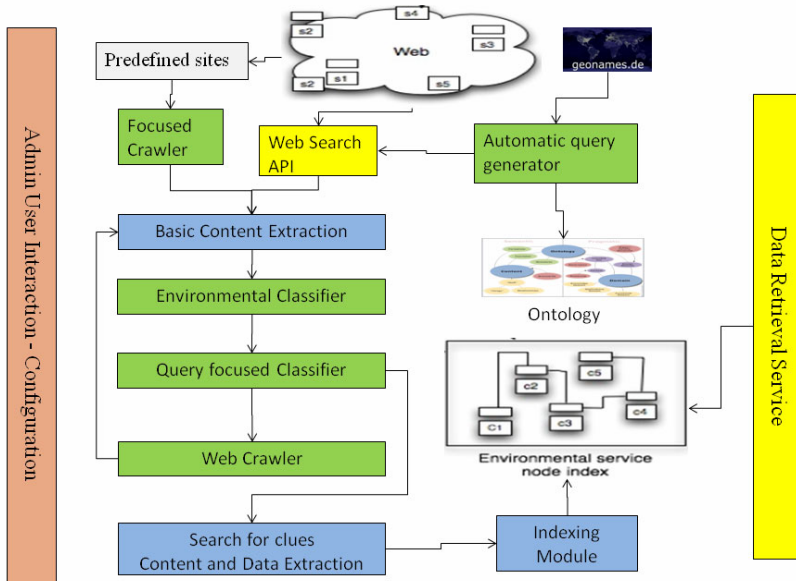 s4
s2
s3
Web
s2
s1
s5
geonames.de
Predefined sites
Focused
Crawler
Web Search
API
Automatic query
generator
Basic Content Extraction
Environmental Classifier
Ontology
Query focused Classifier
c2
c5
C1
c3
c4
Environmental service
node index
Web Crawler
Search for clues
Content and Data Extraction
Indexing
Module
Admin User Interaction - Configuration
Data Retrieval Service